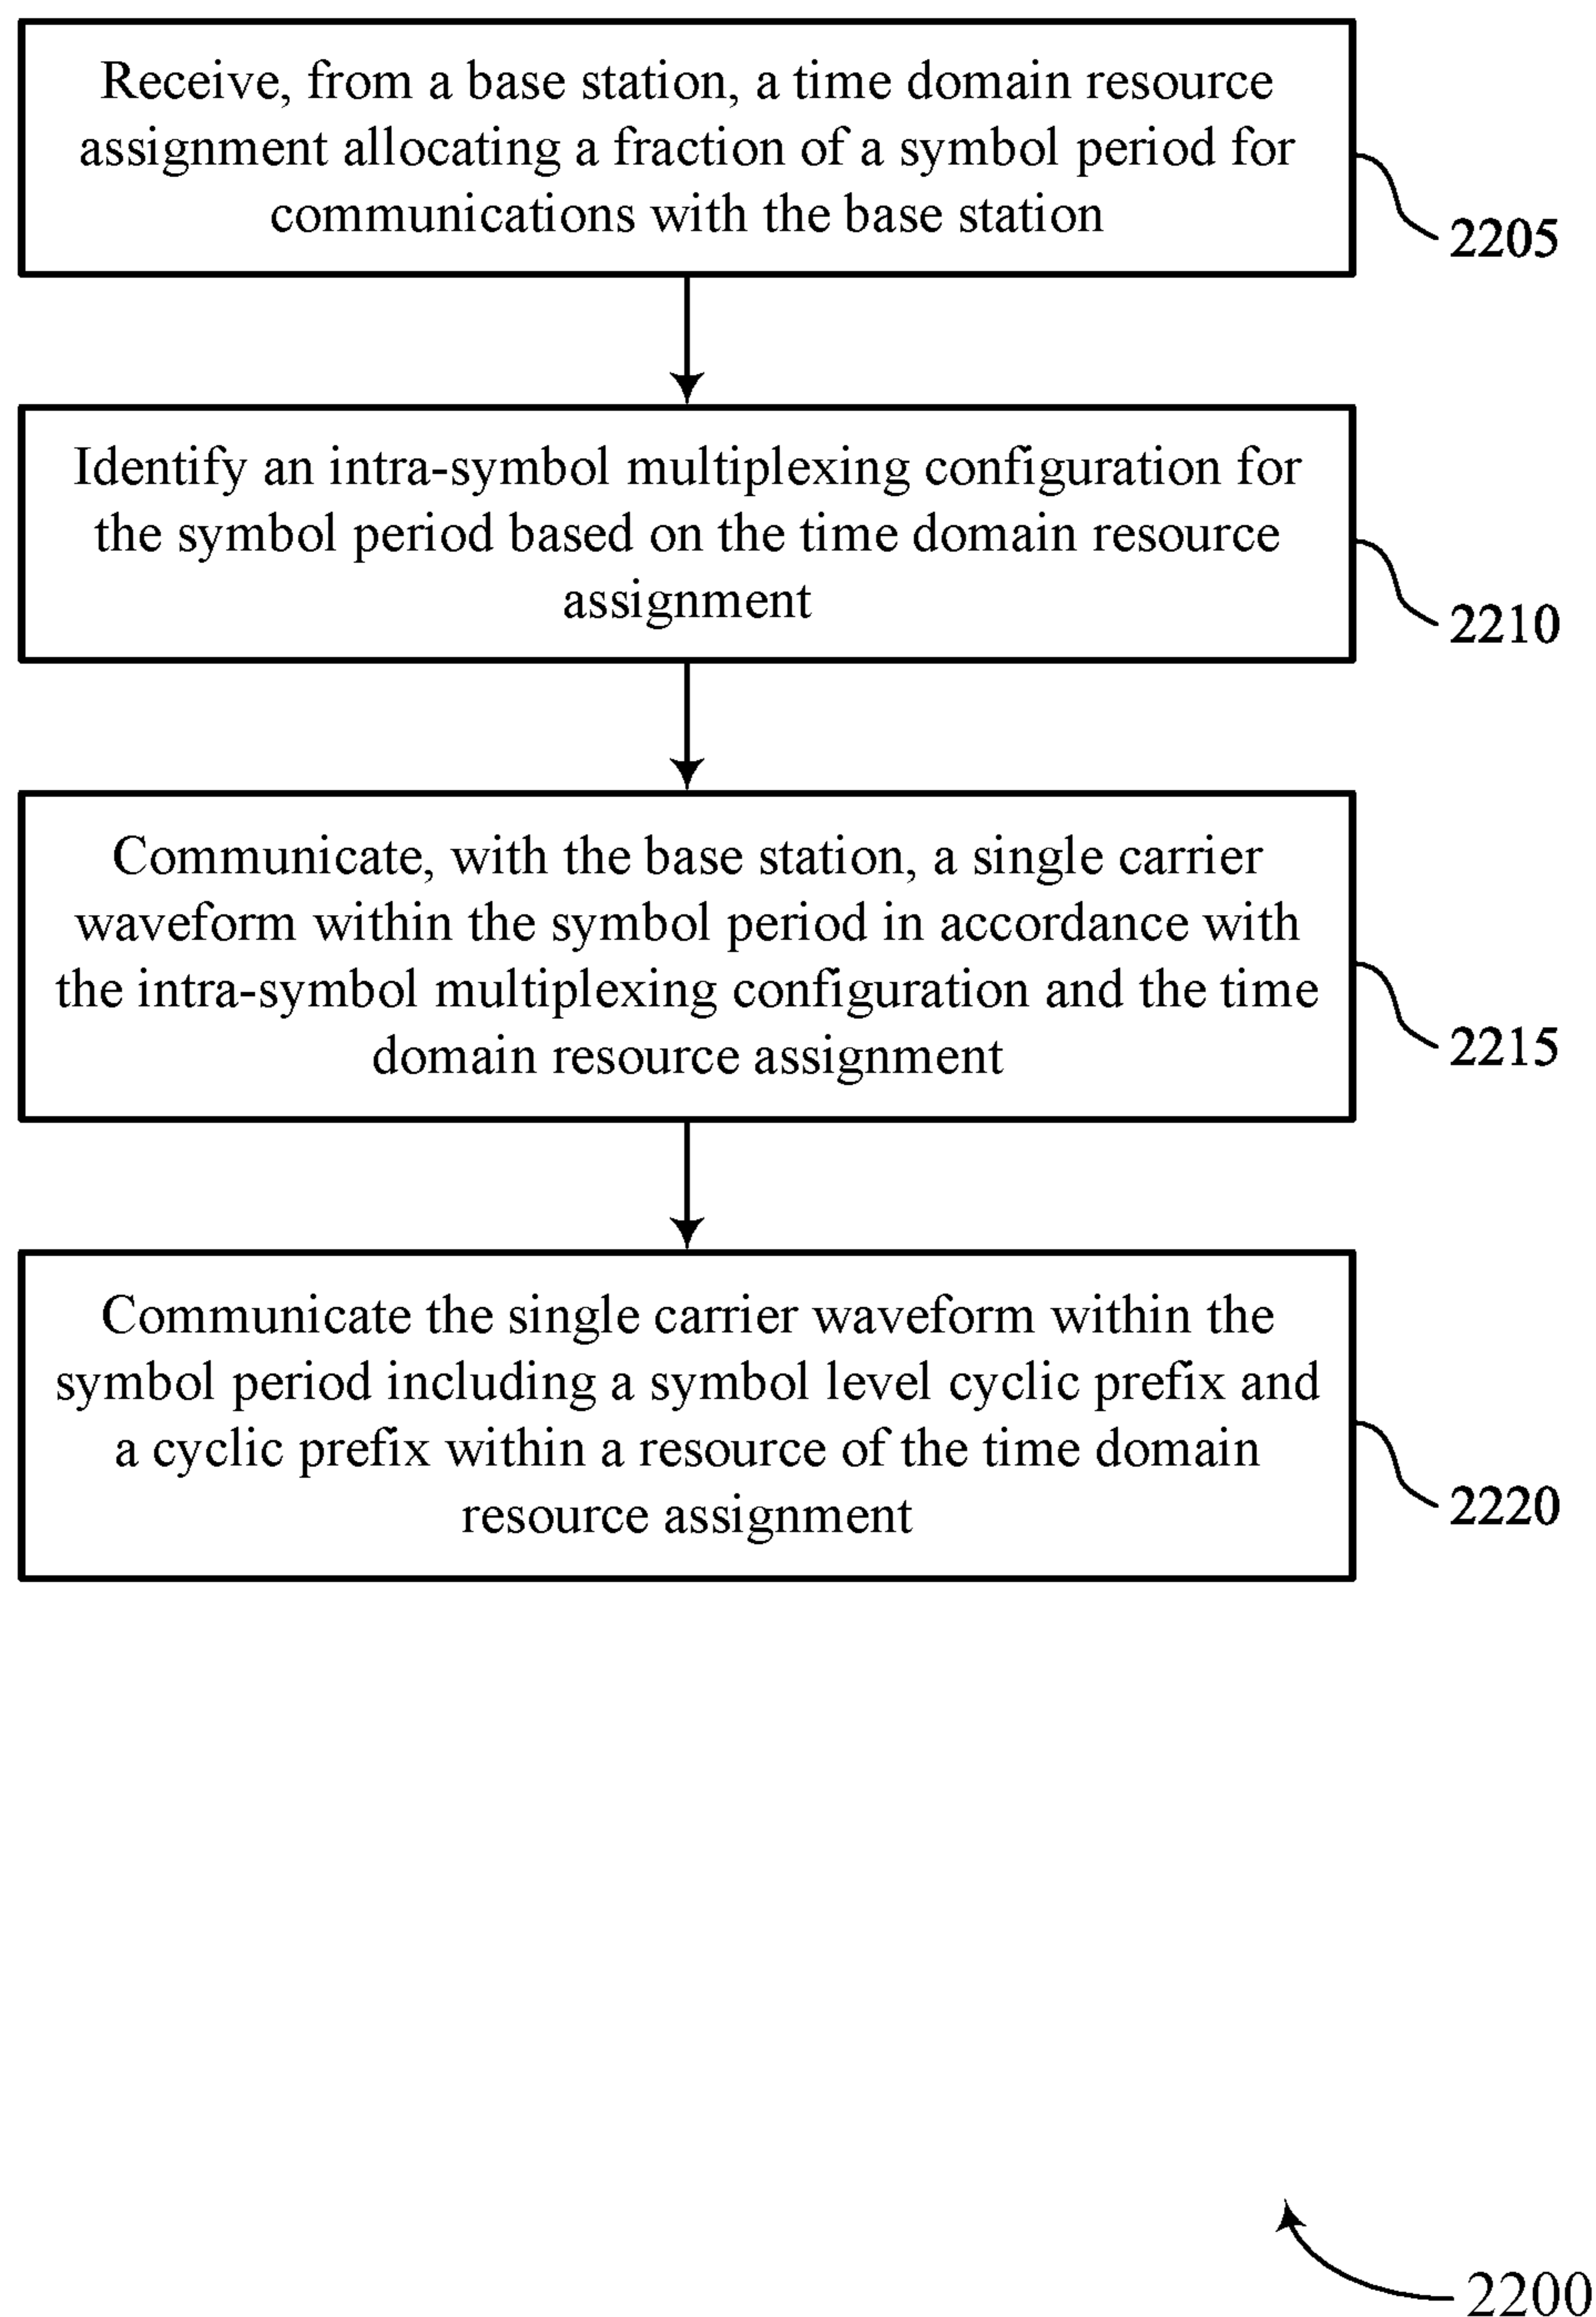 Receive, from a base station, a time domain resource
assignment allocating a fraction of a symbol period for
communications with the base station
2205
Identify an intra-symbol multiplexing configuration for
the symbol period based on the time domain resource
assignment
2210
Communicate, with the base station, a single carrier
waveform within the symbol period in accordance with
the intra-symbol multiplexing configuration and the time
domain resource assignment
2215
Communicate the single carrier waveform within the
symbol period including a symbol level cyclic prefix and
a cyclic prefix within a resource of the time domain
resource assignment
2220
2200